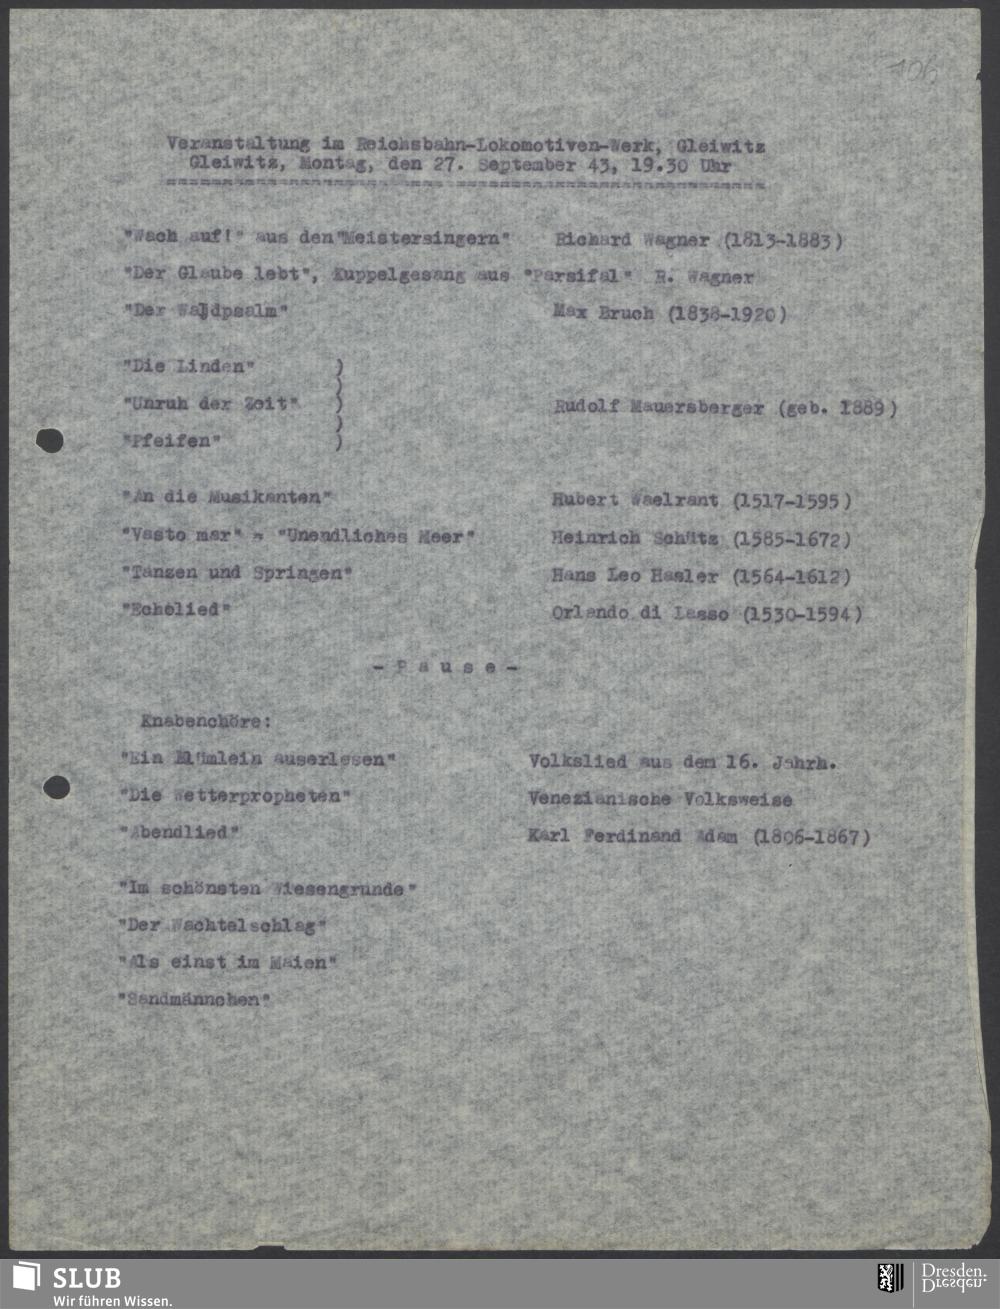 106
Veranstaltung im Reichsbahn-Lokomotiven-Werk, Gleiwitz
Gleiwitz, Montag, den 27. September 43, 19.30 Uhr
"Wach auf!" aus den"Meistersingern" Richard Wagner (1813-1883)
"Der Glaube lebt", Kuppelgesang aus "Parsifal" R. Wagner
"Der Waldpsalm" Max Bruch (1838-1920)
"Die Linden" )
"Unruh der Zeit" ) Rudolf Mauersberger (geb. 1889)
"Pfeifen" )
"An die Musikanten" Hubert Waelrant (1517-1595)
"Vasto mar" = "Unendliches Meer" Heinrich Schütz (1585-1672)
"Tanzen und Springen" Hans Leo Hasler (1564-1612)
"Echolied" Orlando di Lasso (1530-1594)
- P a u s e -
Knabenchöre:
"Ein Blümlein auserlesen" Volkslied aus dem 16. Jahrh.
"Die Wetterpropheten" Venezianische Volksweise
"Abendlied" Karl Ferdinand Adam (1806-1867)
"Im schönsten Wiesengrunde"
"Der Wachtelschlag"
"Als einst im Maien"
"Sandmännchen"
SLUB
Wir führen Wissen.
Dresden.
Dresden.